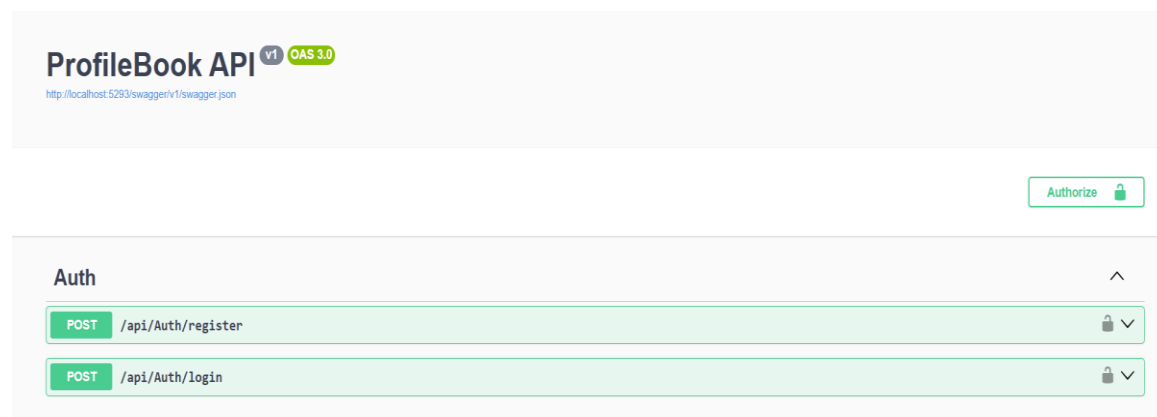 ProfileBook API v1 OAS 3.0
http://localhost:5293/swagger/v1/swagger.json
Authorize
Auth
POST /api/Auth/register
POST /api/Auth/login